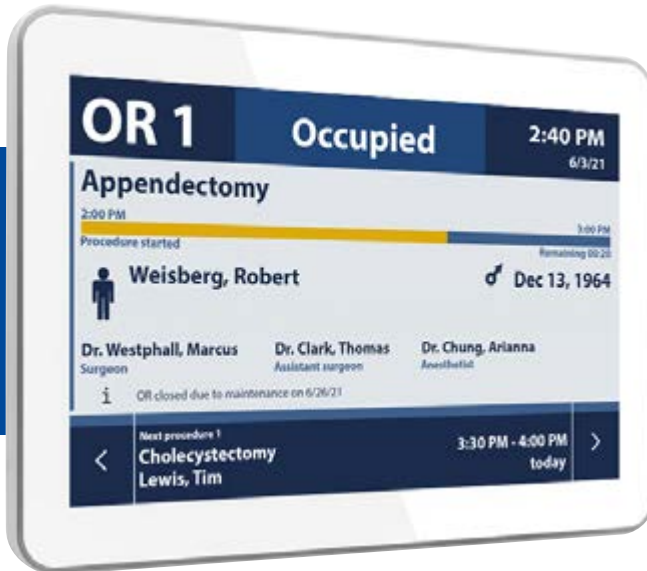 OR 1
Occupied
2:40 PM
6/3/21
Appendectomy
2:00 PM
3:00 PM
Procedure started
Remaining 00:20
Weisberg, Robert
Dec 13, 1964
Dr. Westphall, Marcus
Surgeon
Dr. Clark, Thomas
Assistant surgeon
Dr. Chung, Arianna
Anesthetist
i OR closed due to maintenance on 6/26/21
Next procedure 1
Cholecystectomy
Lewis, Tim
3:30 PM - 4:00 PM
today